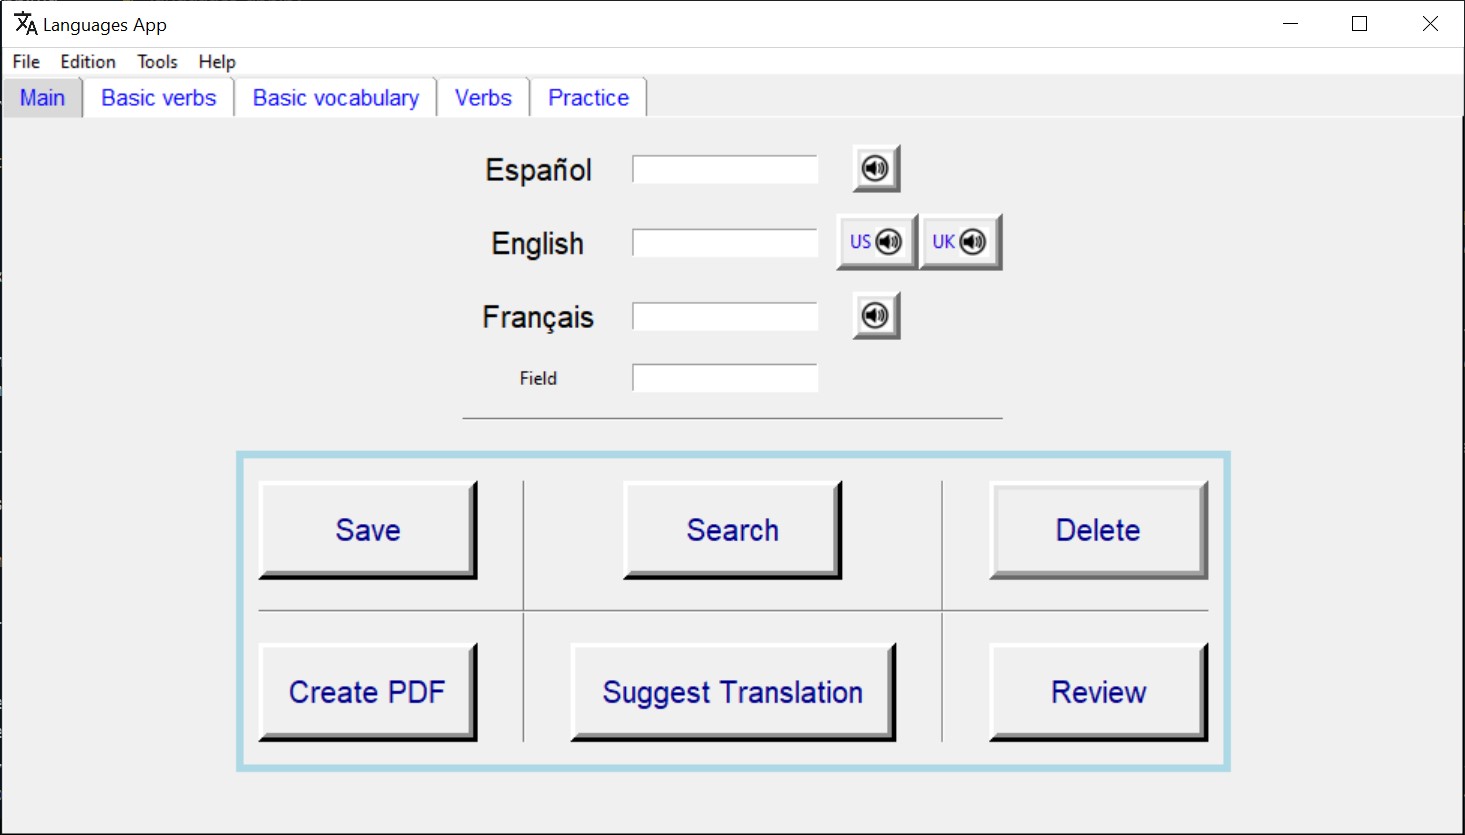 Languages App
File Edition Tools Help
Main Basic verbs Basic vocabulary Verbs Practice
Español
English US UK
Français
Field
Save Search Delete
Create PDF Suggest Translation Review